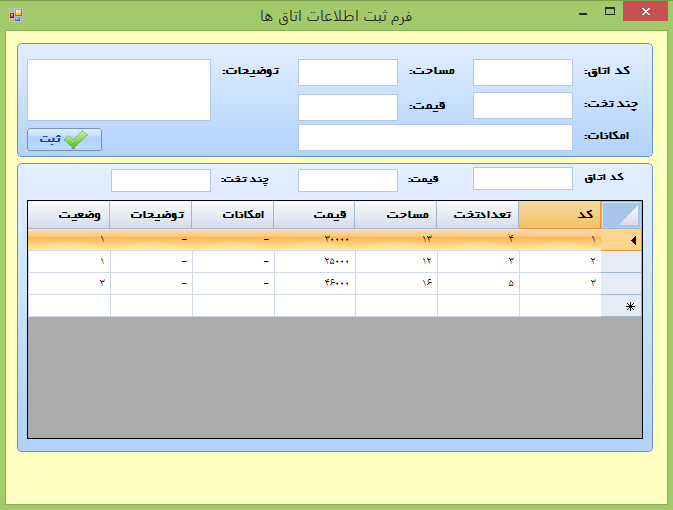 فرم ثبت اطلاعات اتاق ها
کد اتاق: مساحت: توضیحات:
چند تخت: قیمت:
امکانات: ثبت
کد اتاق قیمت: چند تخت:
کد تعدادتخت مساحت قیمت امکانات توضیحات وضعیت
۱ ۴ ۱۳ ۳۰۰۰۰ - - ۱
۲ ۳ ۱۲ ۲۵۰۰۰ - - ۱
۳ ۵ ۱۶ ۴۶۰۰۰ - - ۳